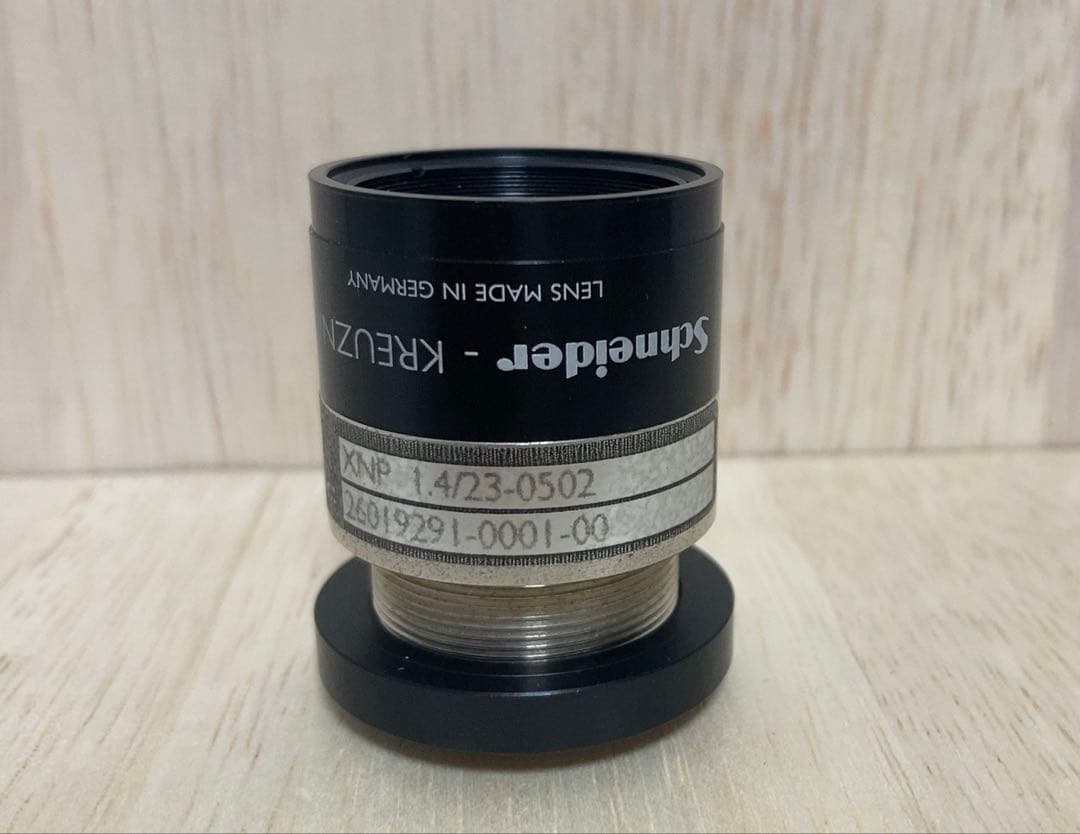 Schneider - KREUZN
LENS MADE IN GERMANY
XNP 1.4/23-0502
26019291-0001-00